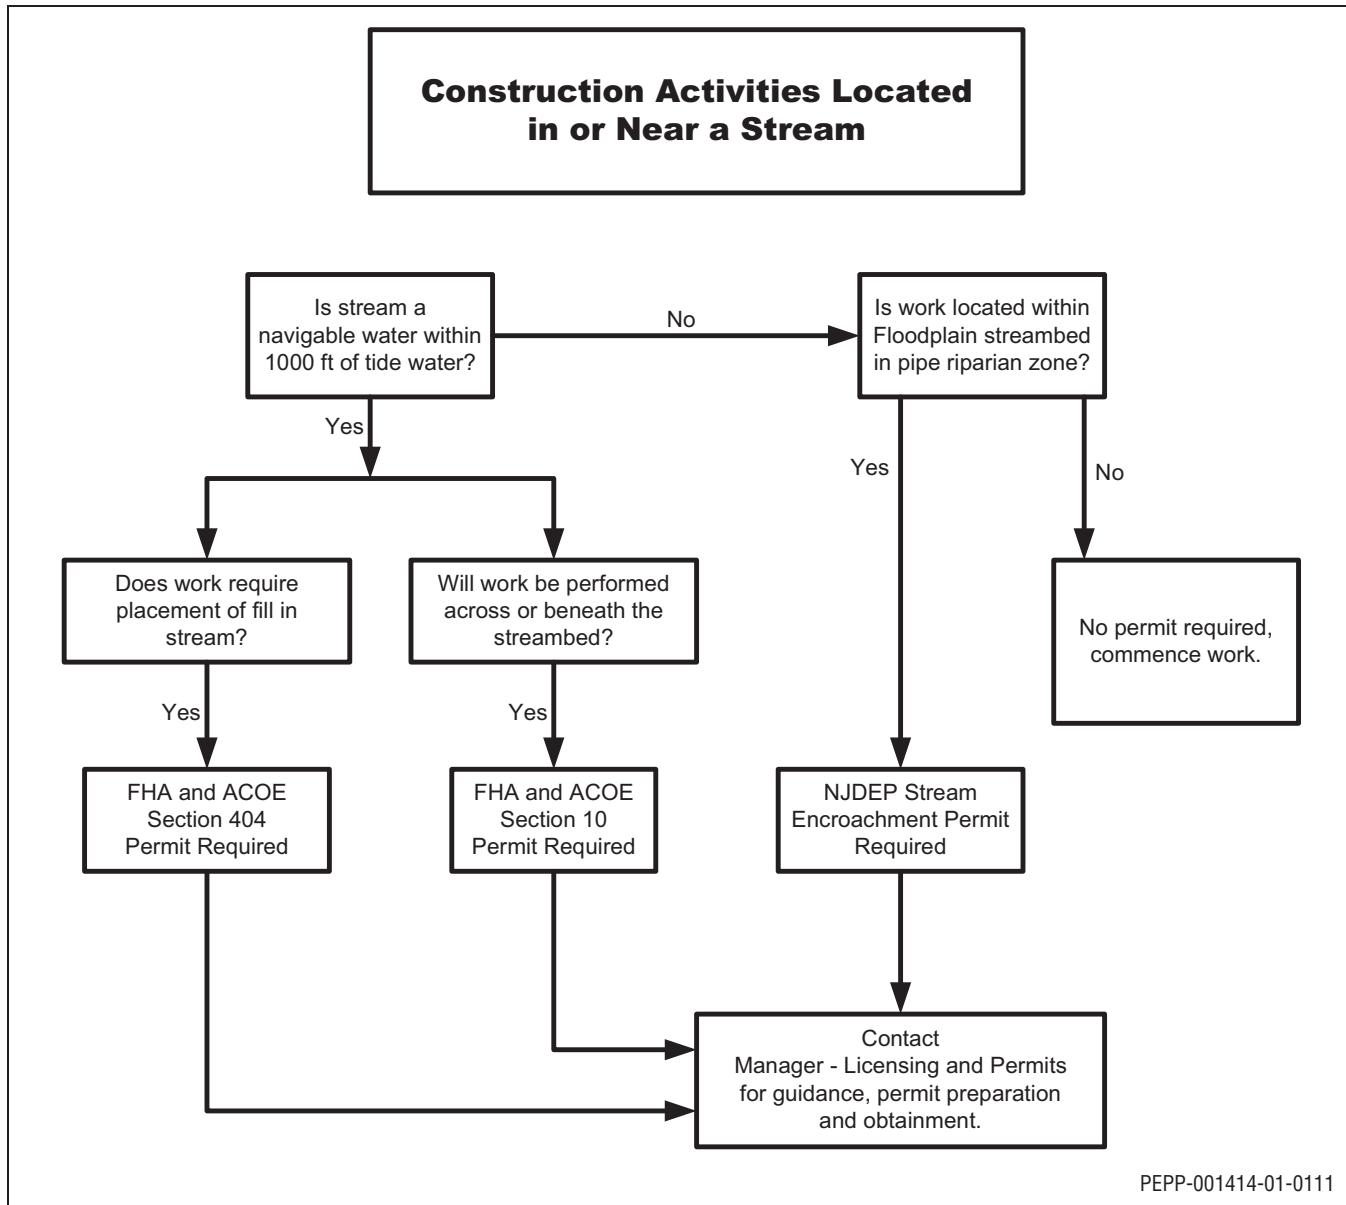 Construction Activities Located
in or Near a Stream
Is stream a
navigable water within
1000 ft of tide water?
No
Is work located within
Floodplain streambed
in pipe riparian zone?
Yes
Yes
No
Does work require
placement of fill in
stream?
Will work be performed
across or beneath the
streambed?
No permit required,
commence work.
Yes
Yes
FHA and ACOE
Section 404
Permit Required
FHA and ACOE
Section 10
Permit Required
NJDEP Stream
Encroachment Permit
Required
Contact
Manager - Licensing and Permits
for guidance, permit preparation
and obtainment.
PEPP-001414-01-0111